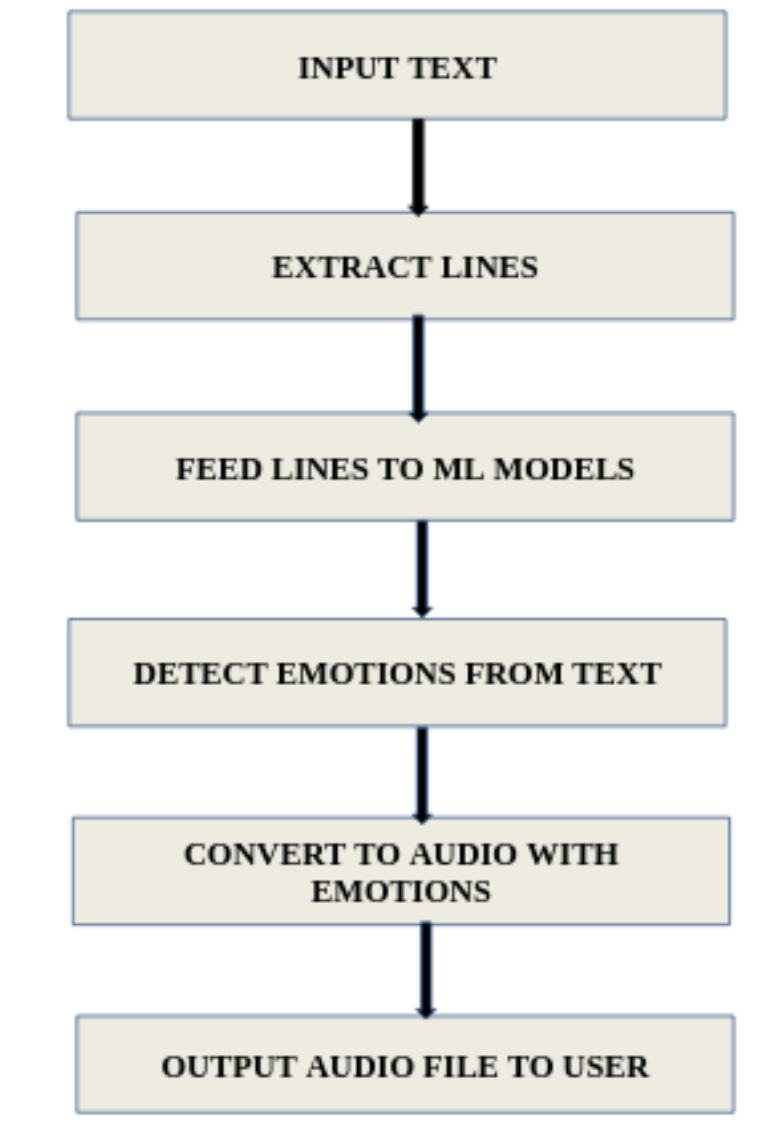 INPUT TEXT
EXTRACT LINES
FEED LINES TO ML MODELS
DETECT EMOTIONS FROM TEXT
CONVERT TO AUDIO WITH
EMOTIONS
OUTPUT AUDIO FILE TO USER